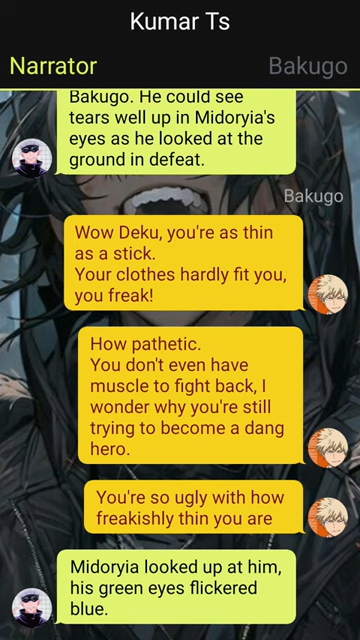 Kumar Ts
Narrator
Bakugo
Bakugo. He could see
tears well up in Midoryia's
eyes as he looked at the
ground in defeat.
Bakugo
Wow Deku, you're as thin
as a stick.
Your clothes hardly fit you,
you freak!
How pathetic.
You don't even have
muscle to fight back, I
wonder why you're still
trying to become a dang
hero.
You're so ugly with how
freakishly thin you are
Midoryia looked up at him,
his green eyes flickered
blue.